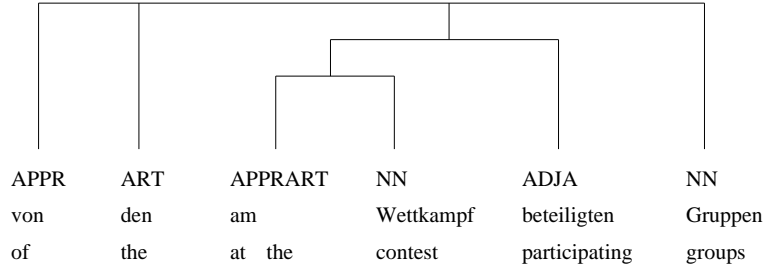 APPR ART APPRART NN ADJA NN
von den am Wettkampf beteiligten Gruppen
of the at the contest participating groups